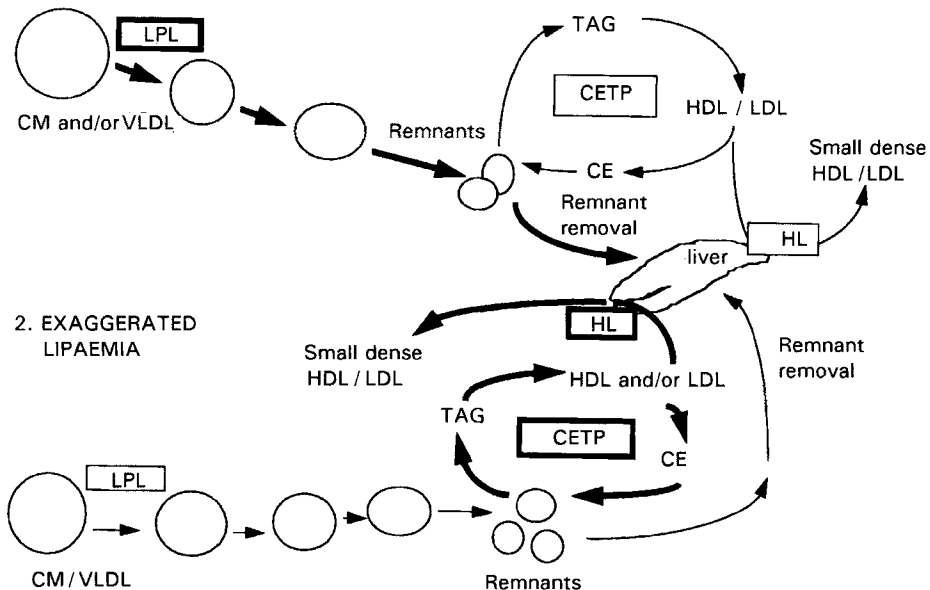 TAG
LPL
CETP
HDL / LDL
CM and/or VLDL
Remnants
Small dense
HDL /LDL
CE
Remnant
removal
HL
liver
2. EXAGGERATED
LIPAEMIA
HL
Small dense
HDL / LDL
Remnant
removal
HDL and/or LDL
TAG
CETP
CE
LPL
CM / VLDL
Remnants